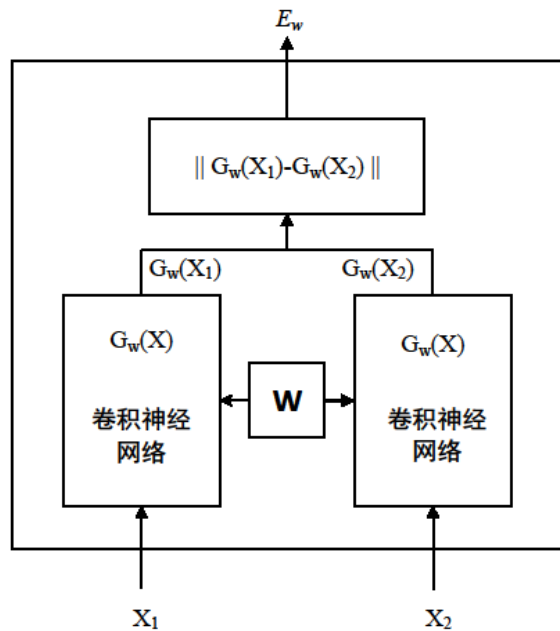 E_w
|| G_w(X_1)-G_w(X_2) ||
G_w(X_1)
G_w(X_2)
G_w(X)
卷积神经
网络
W
G_w(X)
卷积神经
网络
X_1
X_2